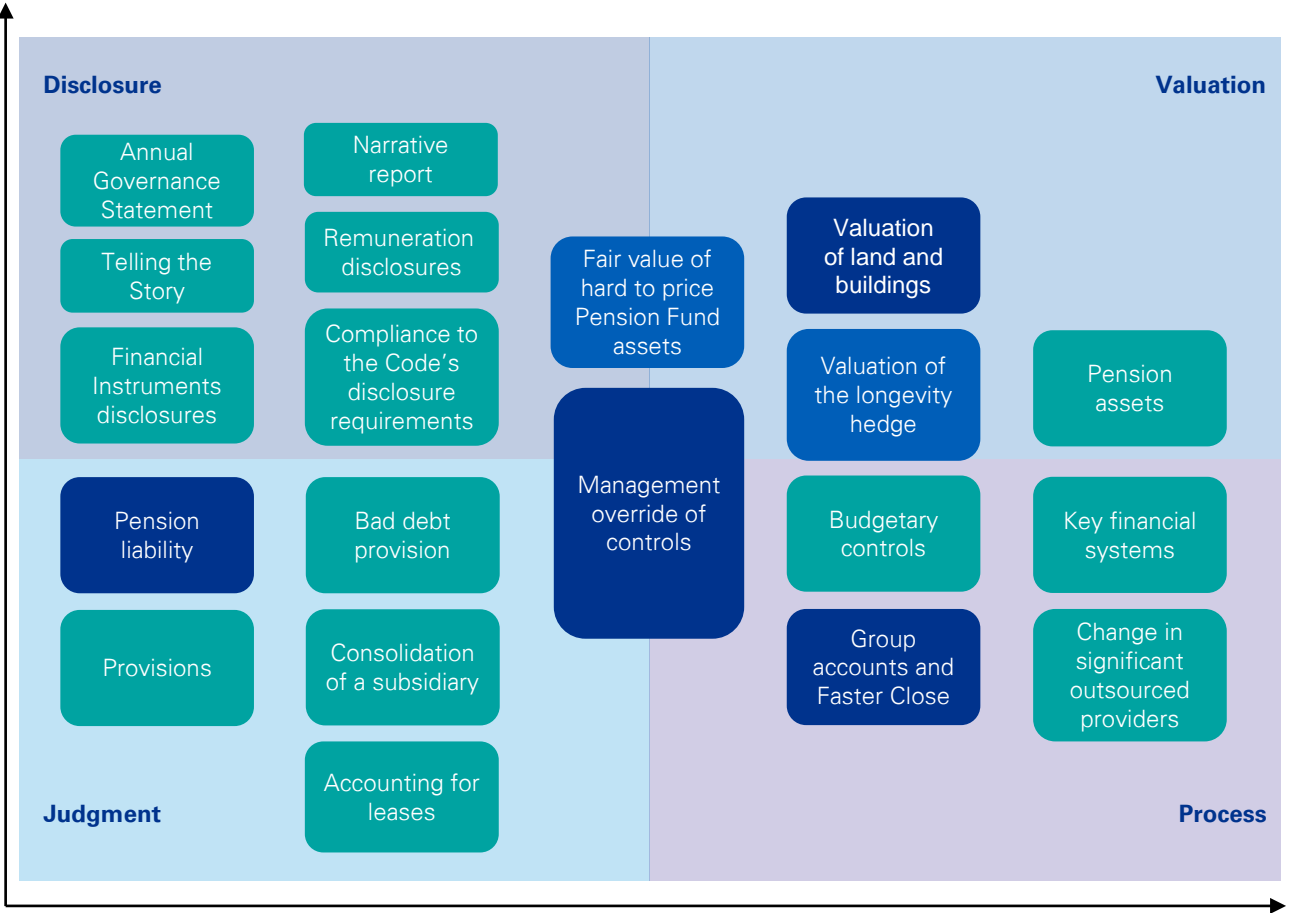 Disclosure
Valuation
Annual
Governance
Statement
Narrative
report
Telling the
Story
Remuneration
disclosures
Financial
Instruments
disclosures
Compliance to
the Code's
disclosure
requirements
Fair value of
hard to price
Pension Fund
assets
Valuation
of land and
buildings
Valuation of
the longevity
hedge
Pension
assets
Management
override of
controls
Pension
liability
Bad debt
provision
Provisions
Consolidation
of a subsidiary
Accounting for
leases
Judgment
Budgetary
controls
Key financial
systems
Group
accounts and
Faster Close
Change in
significant
outsourced
providers
Process